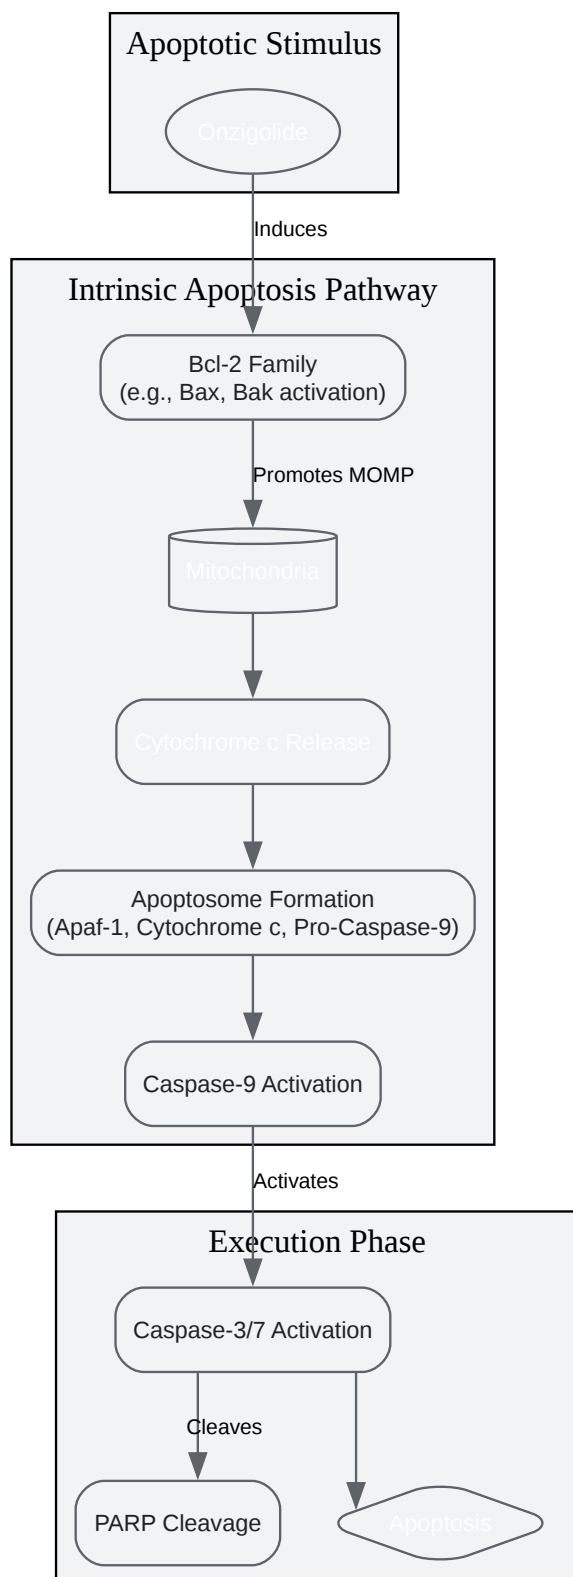 Apoptotic Stimulus
Onzigolide
Induces
Intrinsic Apoptosis Pathway
Bcl-2 Family
(e.g., Bax, Bak activation)
Promotes MOMP
Mitochondria
Cytochrome c Release
Apoptosome Formation
(Apaf-1, Cytochrome c, Pro-Caspase-9)
Caspase-9 Activation
Activates
Execution Phase
Caspase-3/7 Activation
Cleaves
PARP Cleavage
Apoptosis